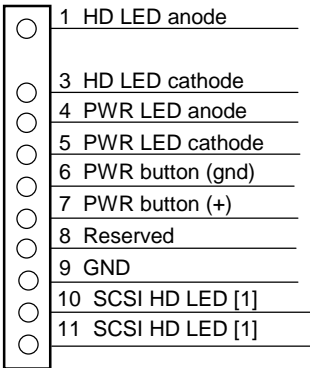 1 HD LED anode
3 HD LED cathode
4 PWR LED anode
5 PWR LED cathode
6 PWR button (gnd)
7 PWR button (+)
8 Reserved
9 GND
10 SCSI HD LED [1]
11 SCSI HD LED [1]